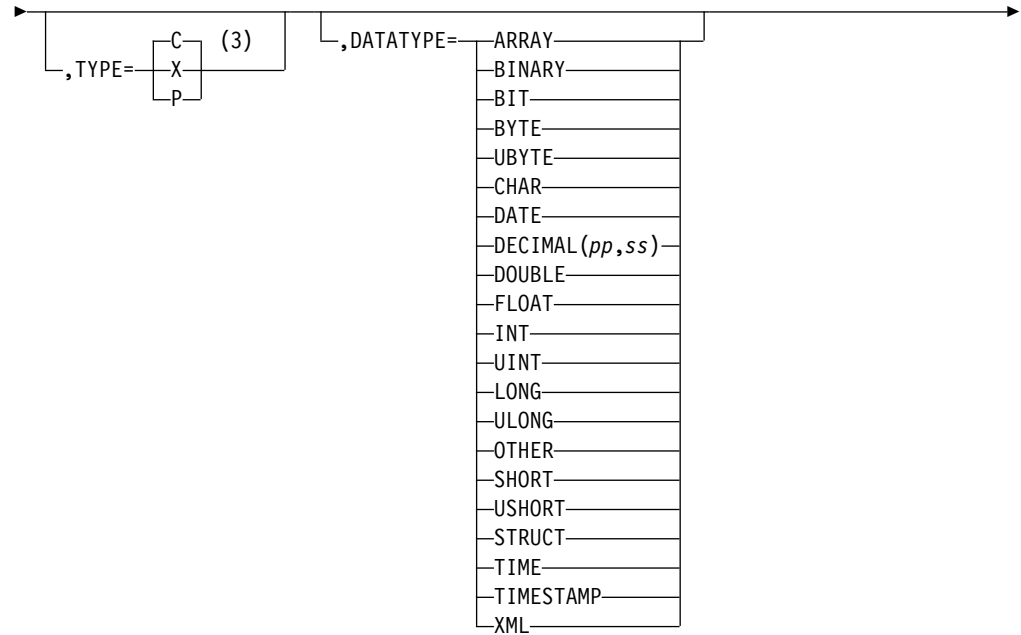 C (3) ,DATATYPE= ARRAY
,TYPE= X BINARY
P BIT
BYTE
UBYTE
CHAR
DATE
DECIMAL(pp,ss)
DOUBLE
FLOAT
INT
UINT
LONG
ULONG
OTHER
SHORT
USHORT
STRUCT
TIME
TIMESTAMP
XML